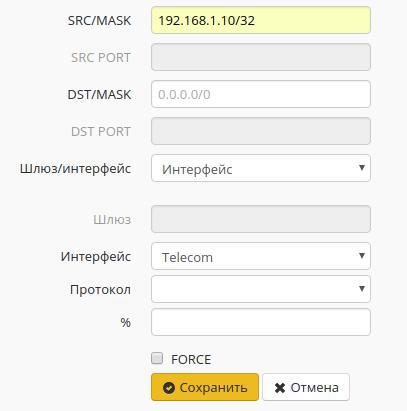 SRC/MASK 192.168.1.10/32
SRC PORT
DST/MASK 0.0.0.0/0
DST PORT
Шлюз/интерфейс Интерфейс
Шлюз
Интерфейс Telecom
Протокол
%
FORCE
Сохранить Отмена